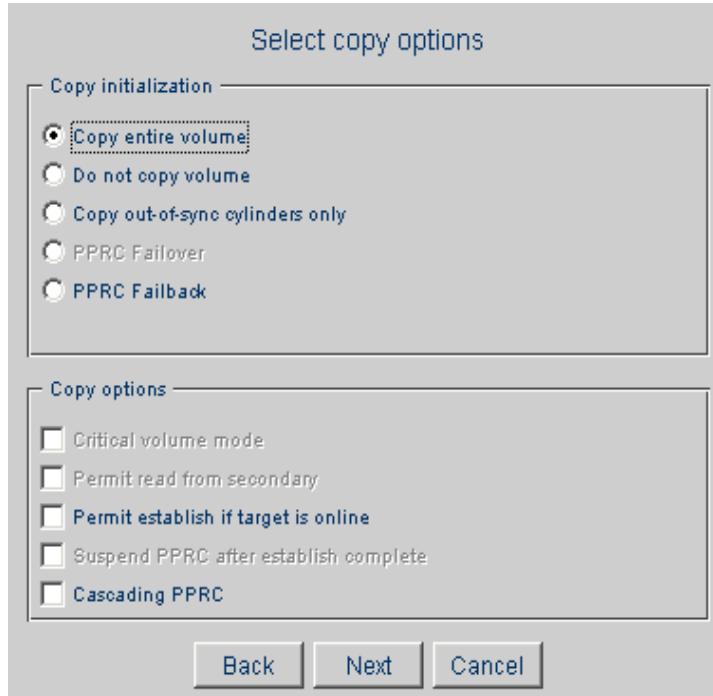 Select copy options
Copy initialization
Copy entire volume
Do not copy volume
Copy out-of-sync cylinders only
PPRC Failover
PPRC Failback
Copy options
Critical volume mode
Permit read from secondary
Permit establish if target is online
Suspend PPRC after establish complete
Cascading PPRC
Back Next Cancel